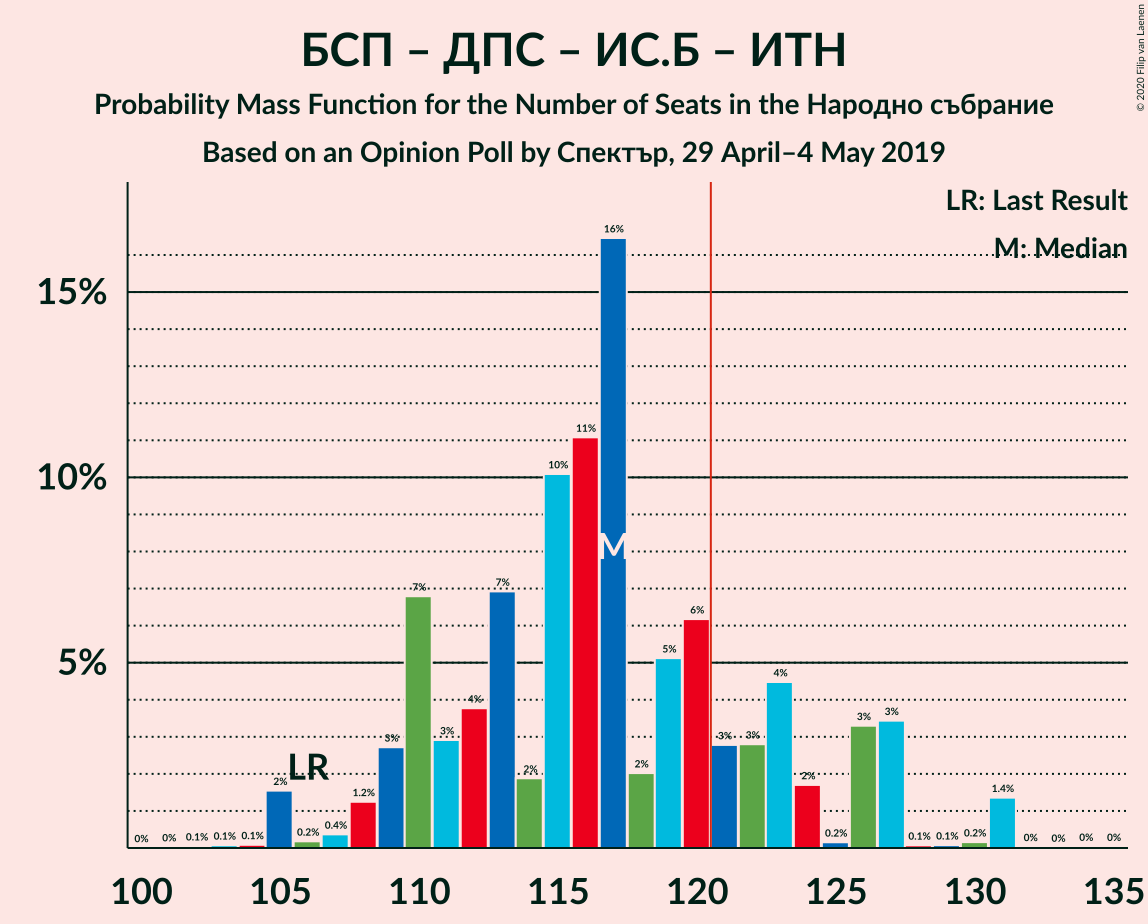 БСП – ДПС – ИС.Б – ИТН
Probability Mass Function for the Number of Seats in the Народно събрание
Based on an Opinion Poll by Спектър, 29 April–4 May 2019
© 2020 Filip van Laenen
LR: Last Result
M: Median
15%
10%
5%
0% 0% 0.1% 0.1% 0.1% 2% 0.2% 0.4% 1.2% 3% 7% 3% 4% 7% 2% 10% 11% 16% 2% 5% 6% 3% 3% 4% 2% 0.2% 3% 3% 0.1% 0.1% 0.2% 1.4% 0% 0% 0% 0%
LR
M
100 105 110 115 120 125 130 135